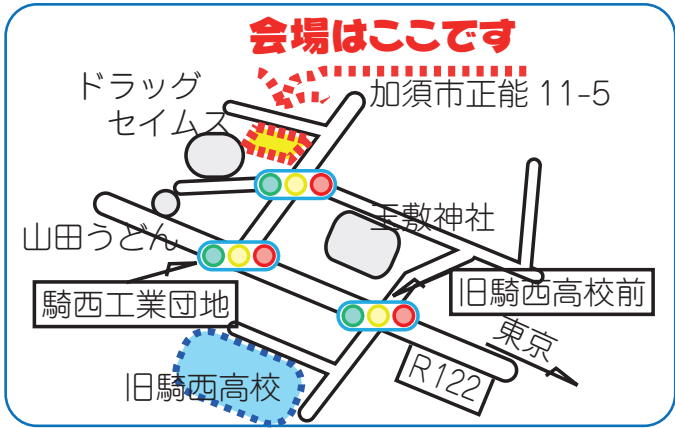 会場はここです
ドラッグ
セイムス
加須市正能 11-5
玉敷神社
山田うどん
騎西工業団地
旧騎西高校前
東京
R122
旧騎西高校